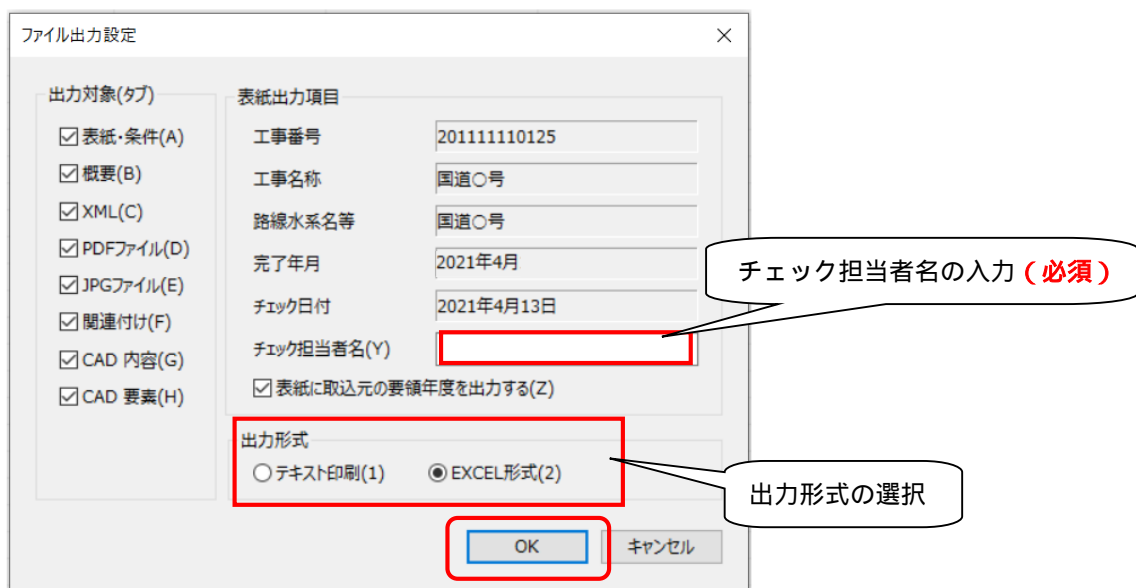 ファイル出力設定
出力対象(タブ)
表紙・条件(A)
概要(B)
XML(C)
PDFファイル(D)
JPGファイル(E)
関連付け(F)
CAD 内容(G)
CAD 要素(H)
表紙出力項目
工事番号 201111110125
工事名称 国道○号
路線水系名等 国道○号
完了年月 2021年4月
チェック日付 2021年4月13日
チェック担当者名(Y)
表紙に取込元の要領年度を出力する(Z)
出力形式
テキスト印刷(1) EXCEL形式(2)
OK キャンセル
チェック担当者名の入力（必須）
出力形式の選択